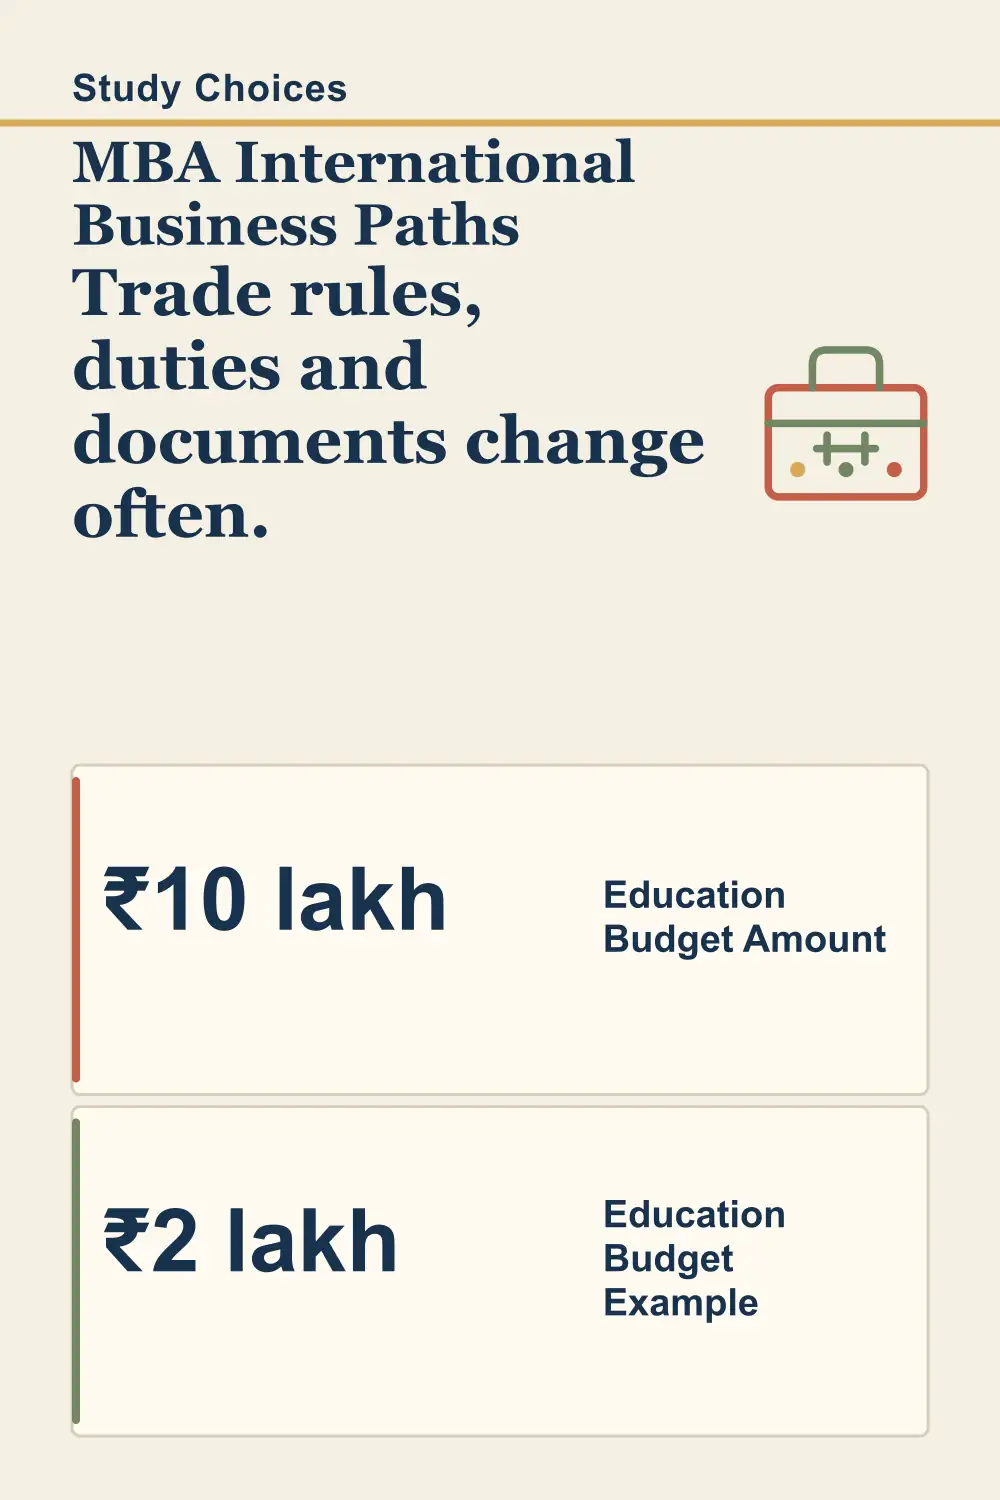 Study Choices
MBA International
Business Paths
Trade rules,
duties and
documents change
often.
₹10 lakh
Education
Budget Amount
₹2 lakh
Education
Budget
Example